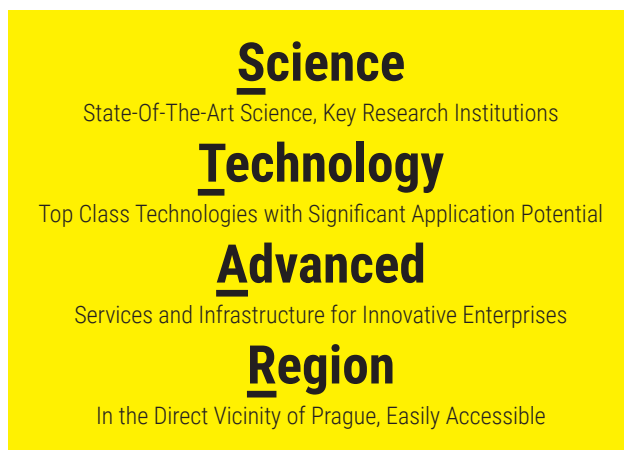 Science
State-Of-The-Art Science, Key Research Institutions
Technology
Top Class Technologies with Significant Application Potential
Advanced
Services and Infrastructure for Innovative Enterprises
Region
In the Direct Vicinity of Prague, Easily Accessible